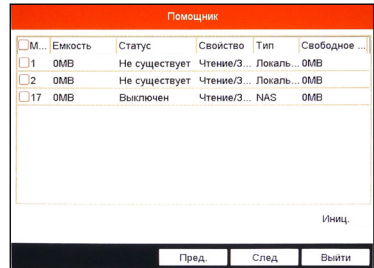 Помощник
М... Емкость Статус Свойство Тип Свободное ...
1 0MB Не существует Чтение/З... Локаль... 0MB
2 0MB Не существует Чтение/З... Локаль... 0MB
17 0MB Выключен Чтение/З... NAS 0MB
Иниц.
Пред. След Выйти